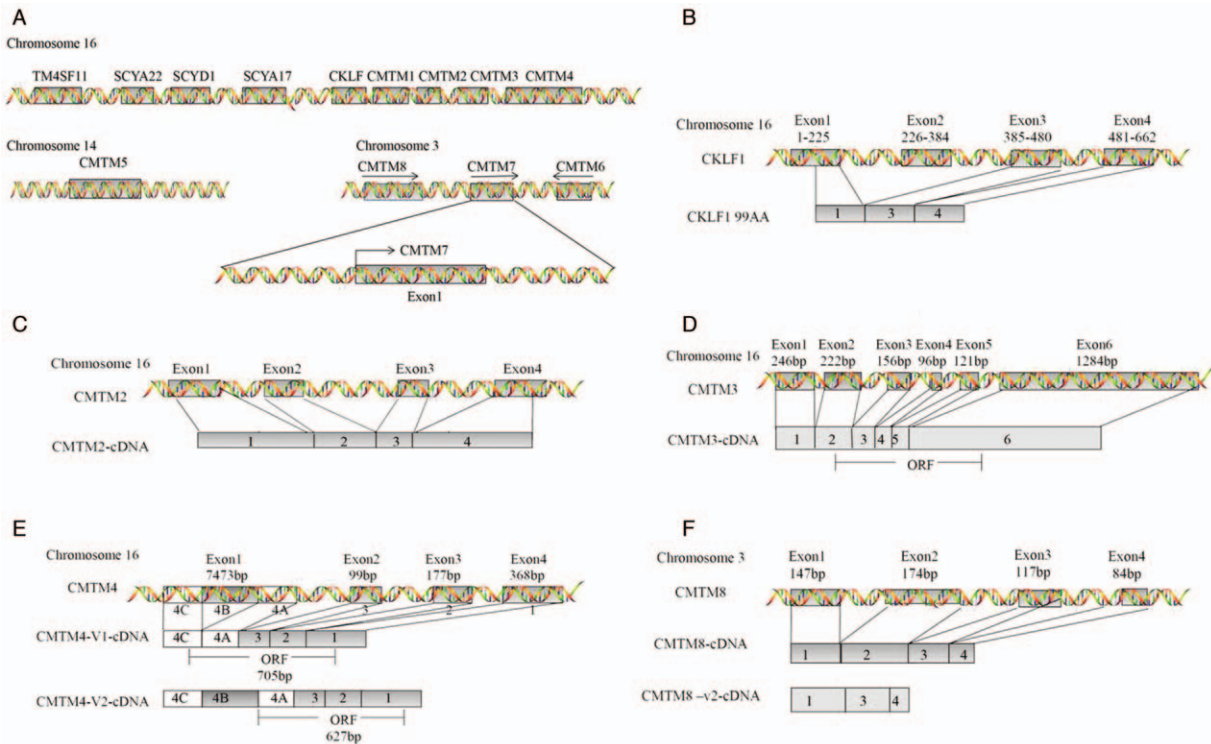 A
Chromosome 16
TM4SF11 SCYA22 SCYD1 SCYA17 CKLF CMTM1 CMTM2 CMTM3 CMTM4
Chromosome 14
CMTM5
Chromosome 3
CMTM8 CMTM7 CMTM6
CMTM7
Exon1
B
Exon1 Exon2 Exon3 Exon4
Chromosome 16 1-225 226-384 385-480 481-662
CKLF1
CKLF1 99AA 1 3 4
C
Chromosome 16 Exon1 Exon2 Exon3 Exon4
CMTM2
CMTM2-cDNA 1 2 3 4
D
Exon1 Exon2 Exon3 Exon4 Exon5 Exon6
Chromosome 16 246bp 222bp 156bp 96bp 121bp 1284bp
CMTM3
CMTM3-cDNA 1 2 3 4 5 6
ORF
E
Chromosome 16 Exon1 Exon2 Exon3 Exon4
7473bp 99bp 177bp 368bp
CMTM4
4C 4B 4A 3 2 1
CMTM4-V1-cDNA 4C 4A 3 2 1
ORF
705bp
CMTM4-V2-cDNA 4C 4B 4A 3 2 1
ORF
627bp
F
Chromosome 3 Exon1 Exon2 Exon3 Exon4
147bp 174bp 117bp 84bp
CMTM8
CMTM8-cDNA 1 2 3 4
CMTM8 –v2-cDNA 1 3 4